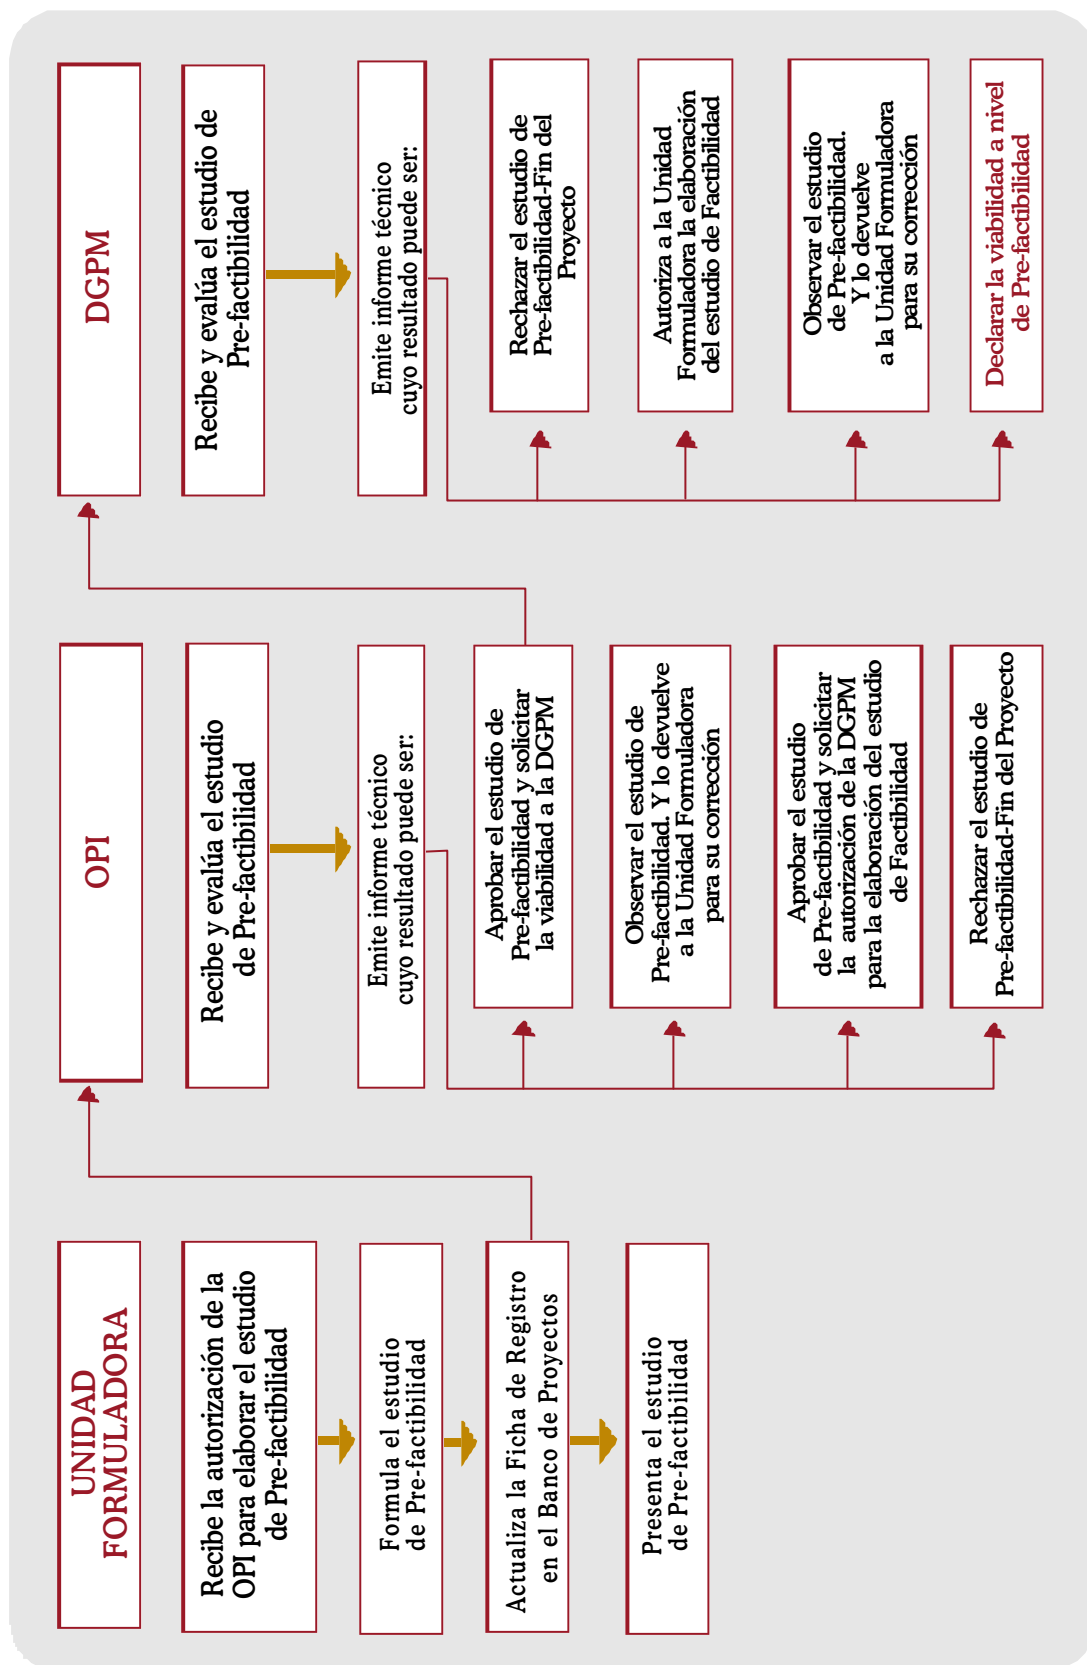 UNIDAD
FORMULADORA
Recibe la autorización de la
OPI para elaborar el estudio
de Pre-factibilidad
Formula el estudio
de Pre-factibilidad
Actualiza la Ficha de Registro
en el Banco de Proyectos
Presenta el estudio
de Pre-factibilidad
OPI
Recibe y evalúa el estudio
de Pre-factibilidad
Emite informe técnico
cuyo resultado puede ser:
Aprobar el estudio de
Pre-factibilidad y solicitar
la viabilidad a la DGPM
Observar el estudio de
Pre-factibilidad. Y lo devuelve
a la Unidad Formuladora
para su corrección
Aprobar el estudio
de Pre-factibilidad y solicitar
la autorización de la DGPM
para la elaboración del estudio
de Factibilidad
Rechazar el estudio de
Pre-factibilidad-Fin del Proyecto
DGPM
Recibe y evalúa el estudio de
Pre-factibilidad
Emite informe técnico
cuyo resultado puede ser:
Rechazar el estudio de
Pre-factibilidad-Fin del
Proyecto
Autoriza a la Unidad
Formuladora la elaboración
del estudio de Factibilidad
Observar el estudio
de Pre-factibilidad.
Y lo devuelve
a la Unidad Formuladora
para su corrección
Declarar la viabilidad a nivel
de Pre-factibilidad